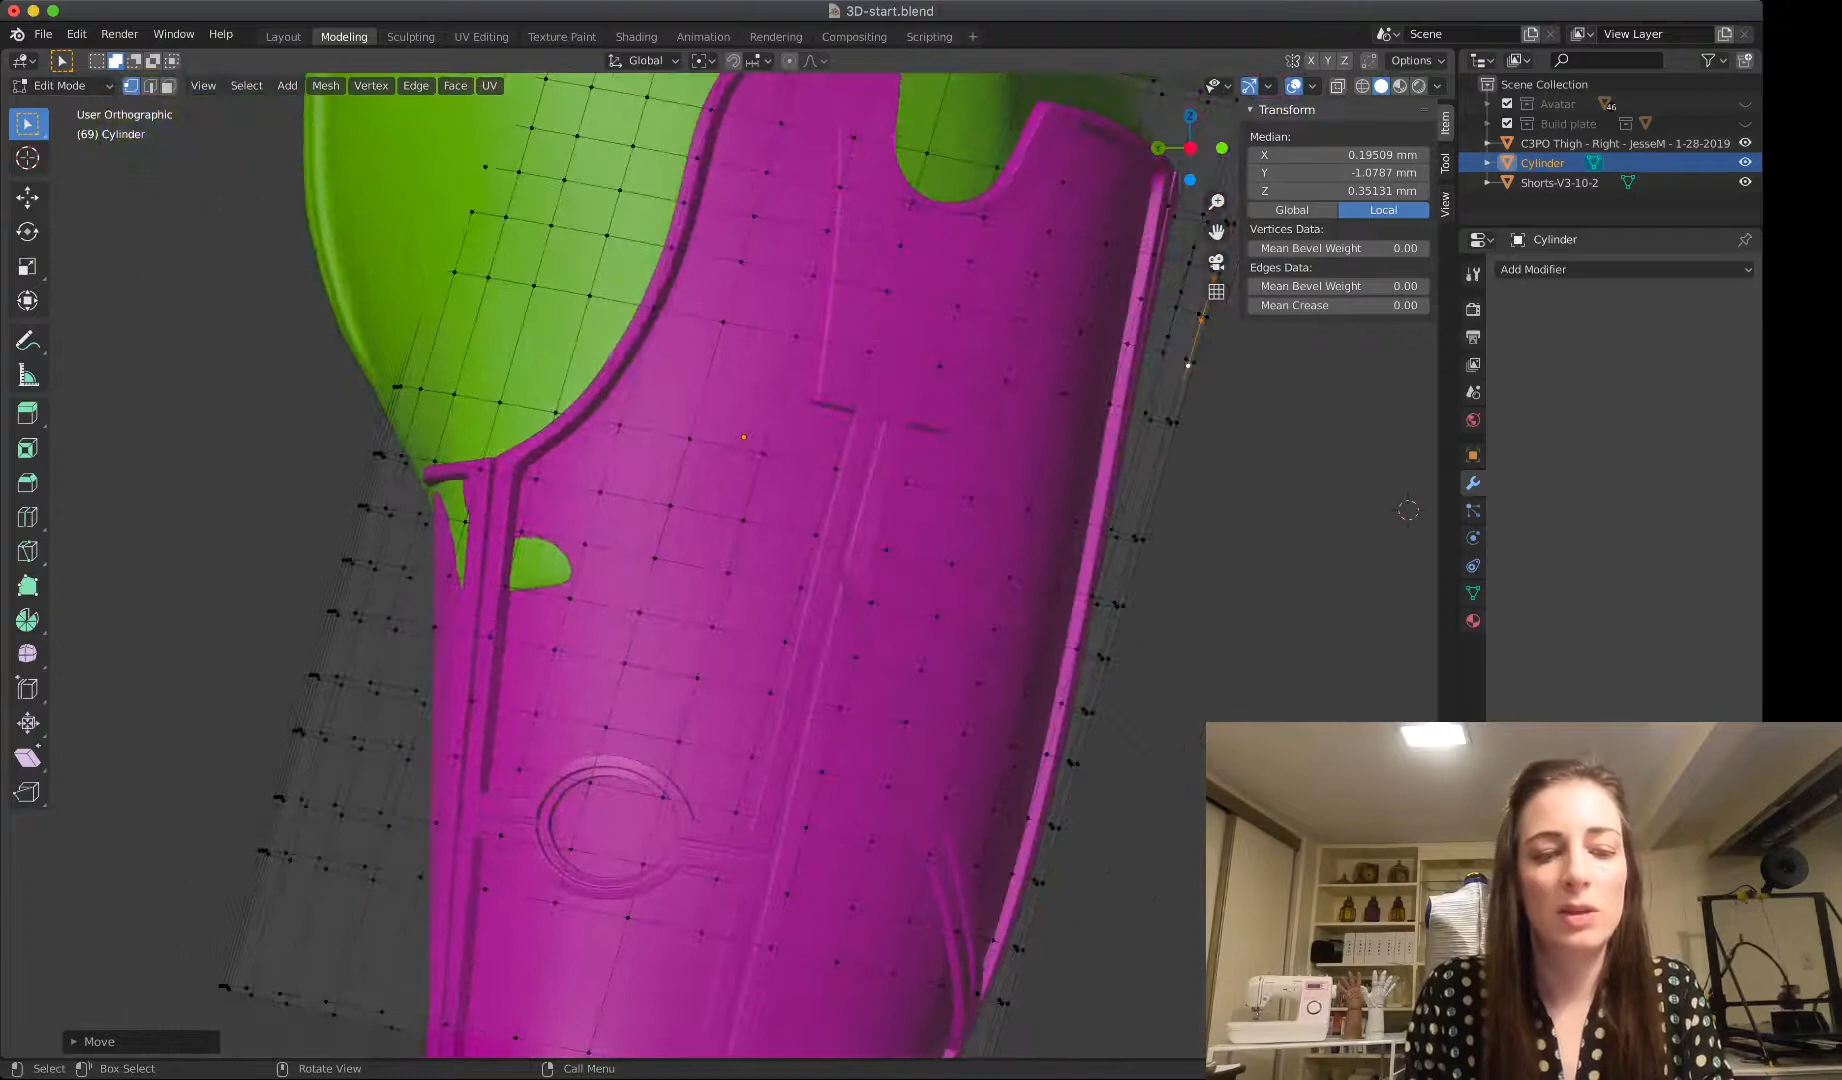 3D-start.blend
File Edit Render Window Help Layout Modeling Sculpting UV Editing Texture Paint Shading Animation Rendering Compositing Scripting + Scene View Layer
Global X Y Z Options
Edit Mode View Select Add Mesh Vertex Edge Face UV
User Orthographic
(69) Cylinder
Z
Y
Transform
Median:
X 0.19509 mm
Y -1.0787 mm
Z 0.35131 mm
Global Local
Vertices Data:
Mean Bevel Weight 0.00
Edges Data:
Mean Bevel Weight 0.00
Mean Crease 0.00
Item
Tool
View
Scene Collection
Avatar 46
Build plate
C3PO Thigh - Right - JesseM - 1-28-2019
Cylinder
Shorts-V3-10-2
Cylinder
Add Modifier
Move
Select Box Select Rotate View Call Menu